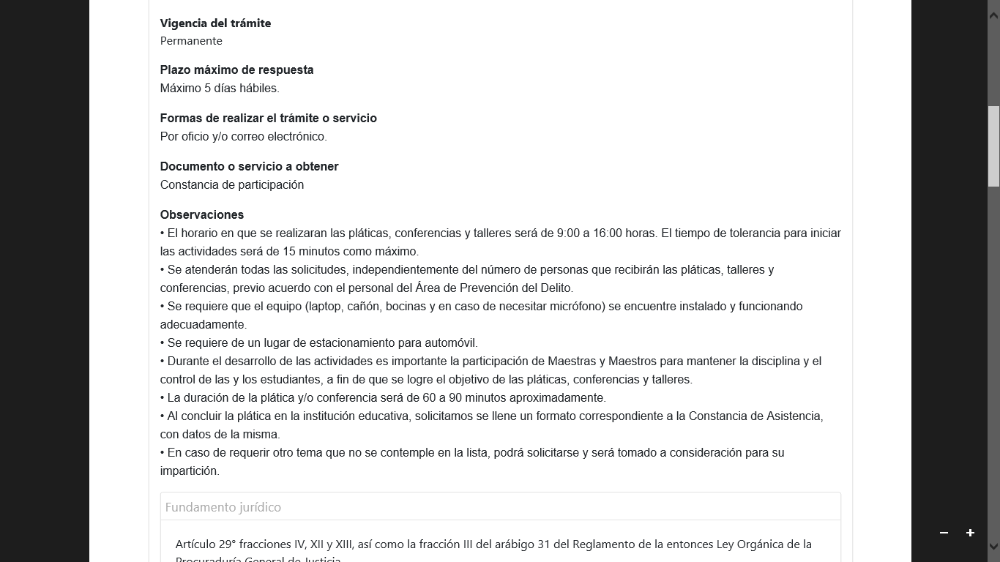 Vigencia del trámite
Permanente
Plazo máximo de respuesta
Máximo 5 días hábiles.
Formas de realizar el trámite o servicio
Por oficio y/o correo electrónico.
Documento o servicio a obtener
Constancia de participación
Observaciones
• El horario en que se realizaran las pláticas, conferencias y talleres será de 9:00 a 16:00 horas. El tiempo de tolerancia para iniciar
las actividades será de 15 minutos como máximo.
• Se atenderán todas las solicitudes, independientemente del número de personas que recibirán las pláticas, talleres y
conferencias, previo acuerdo con el personal del Área de Prevención del Delito.
• Se requiere que el equipo (laptop, cañón, bocinas y en caso de necesitar micrófono) se encuentre instalado y funcionando
adecuadamente.
• Se requiere de un lugar de estacionamiento para automóvil.
• Durante el desarrollo de las actividades es importante la participación de Maestras y Maestros para mantener la disciplina y el
control de las y los estudiantes, a fin de que se logre el objetivo de las pláticas, conferencias y talleres.
• La duración de la plática y/o conferencia será de 60 a 90 minutos aproximadamente.
• Al concluir la plática en la institución educativa, solicitamos se llene un formato correspondiente a la Constancia de Asistencia,
con datos de la misma.
• En caso de requerir otro tema que no se contemple en la lista, podrá solicitarse y será tomado a consideración para su
impartición.
Fundamento jurídico
Artículo 29° fracciones IV, XII y XIII, así como la fracción III del arábigo 31 del Reglamento de la entonces Ley Orgánica de la
Procuraduría General de Justicia